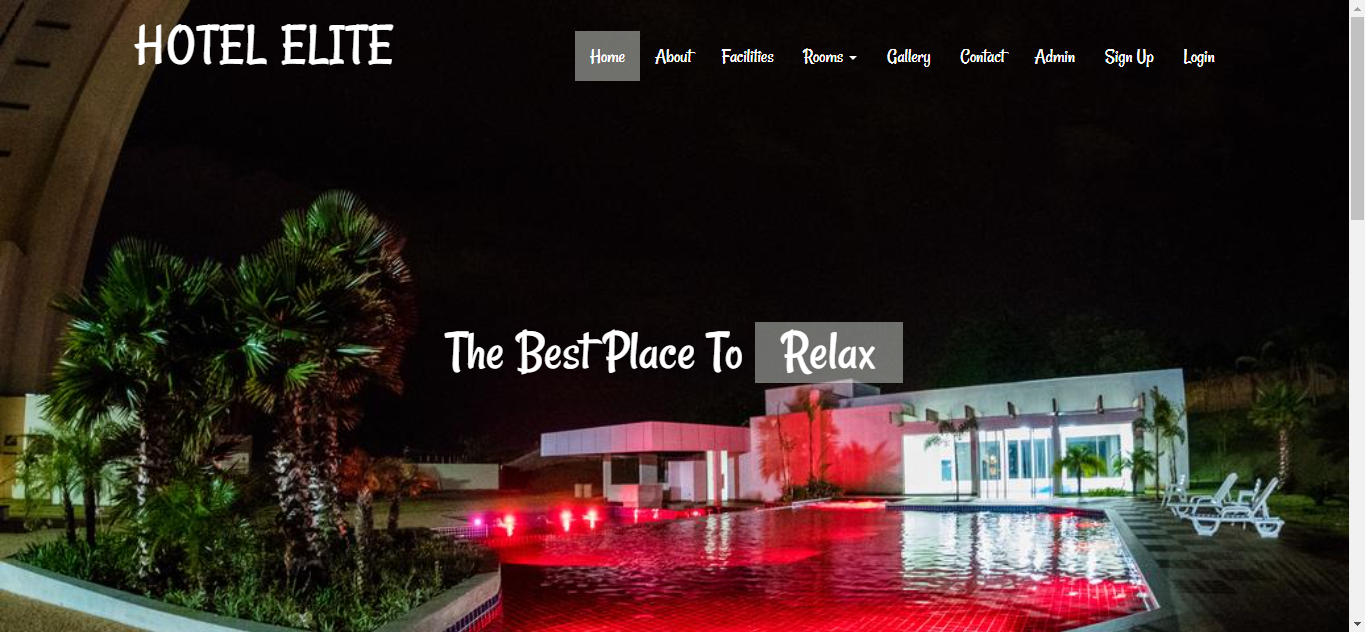 HOTEL ELITE
Home About Facilities Rooms Gallery Contact Admin Sign Up Login
The Best Place To Relax